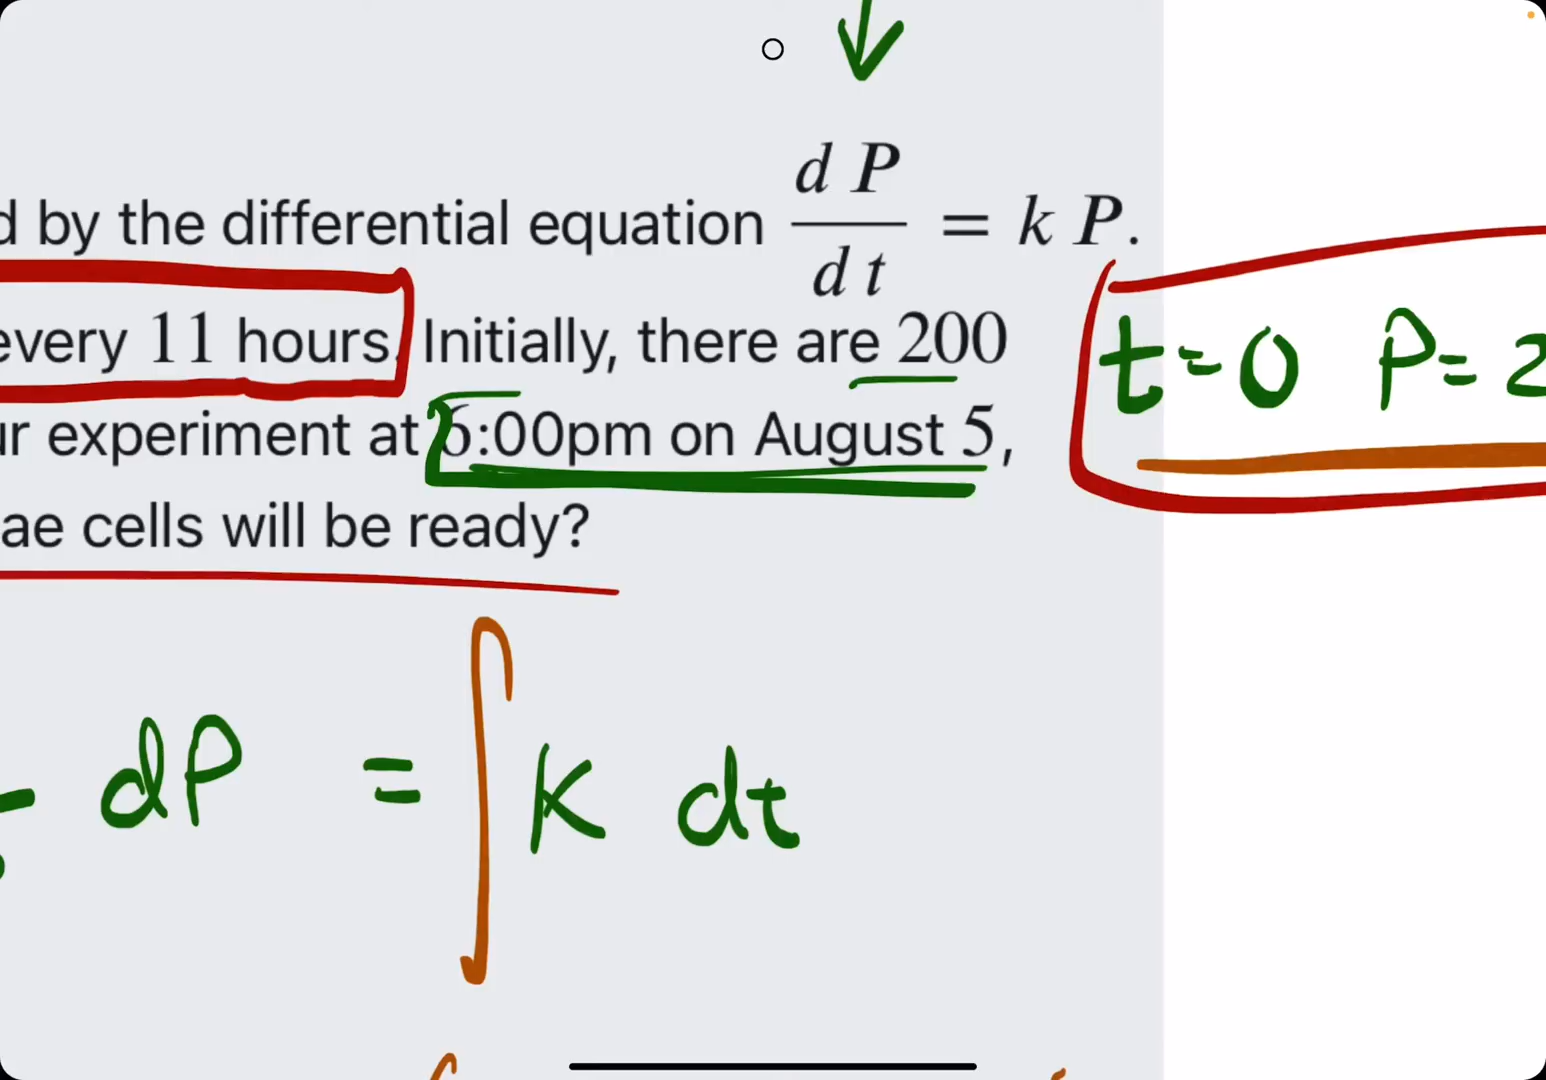 d by the differential equation dP/dt = k P.
every 11 hours. Initially, there are 200
t=0 P=2
ur experiment at 6:00pm on August 5,
ae cells will be ready?
dP = ∫ K dt